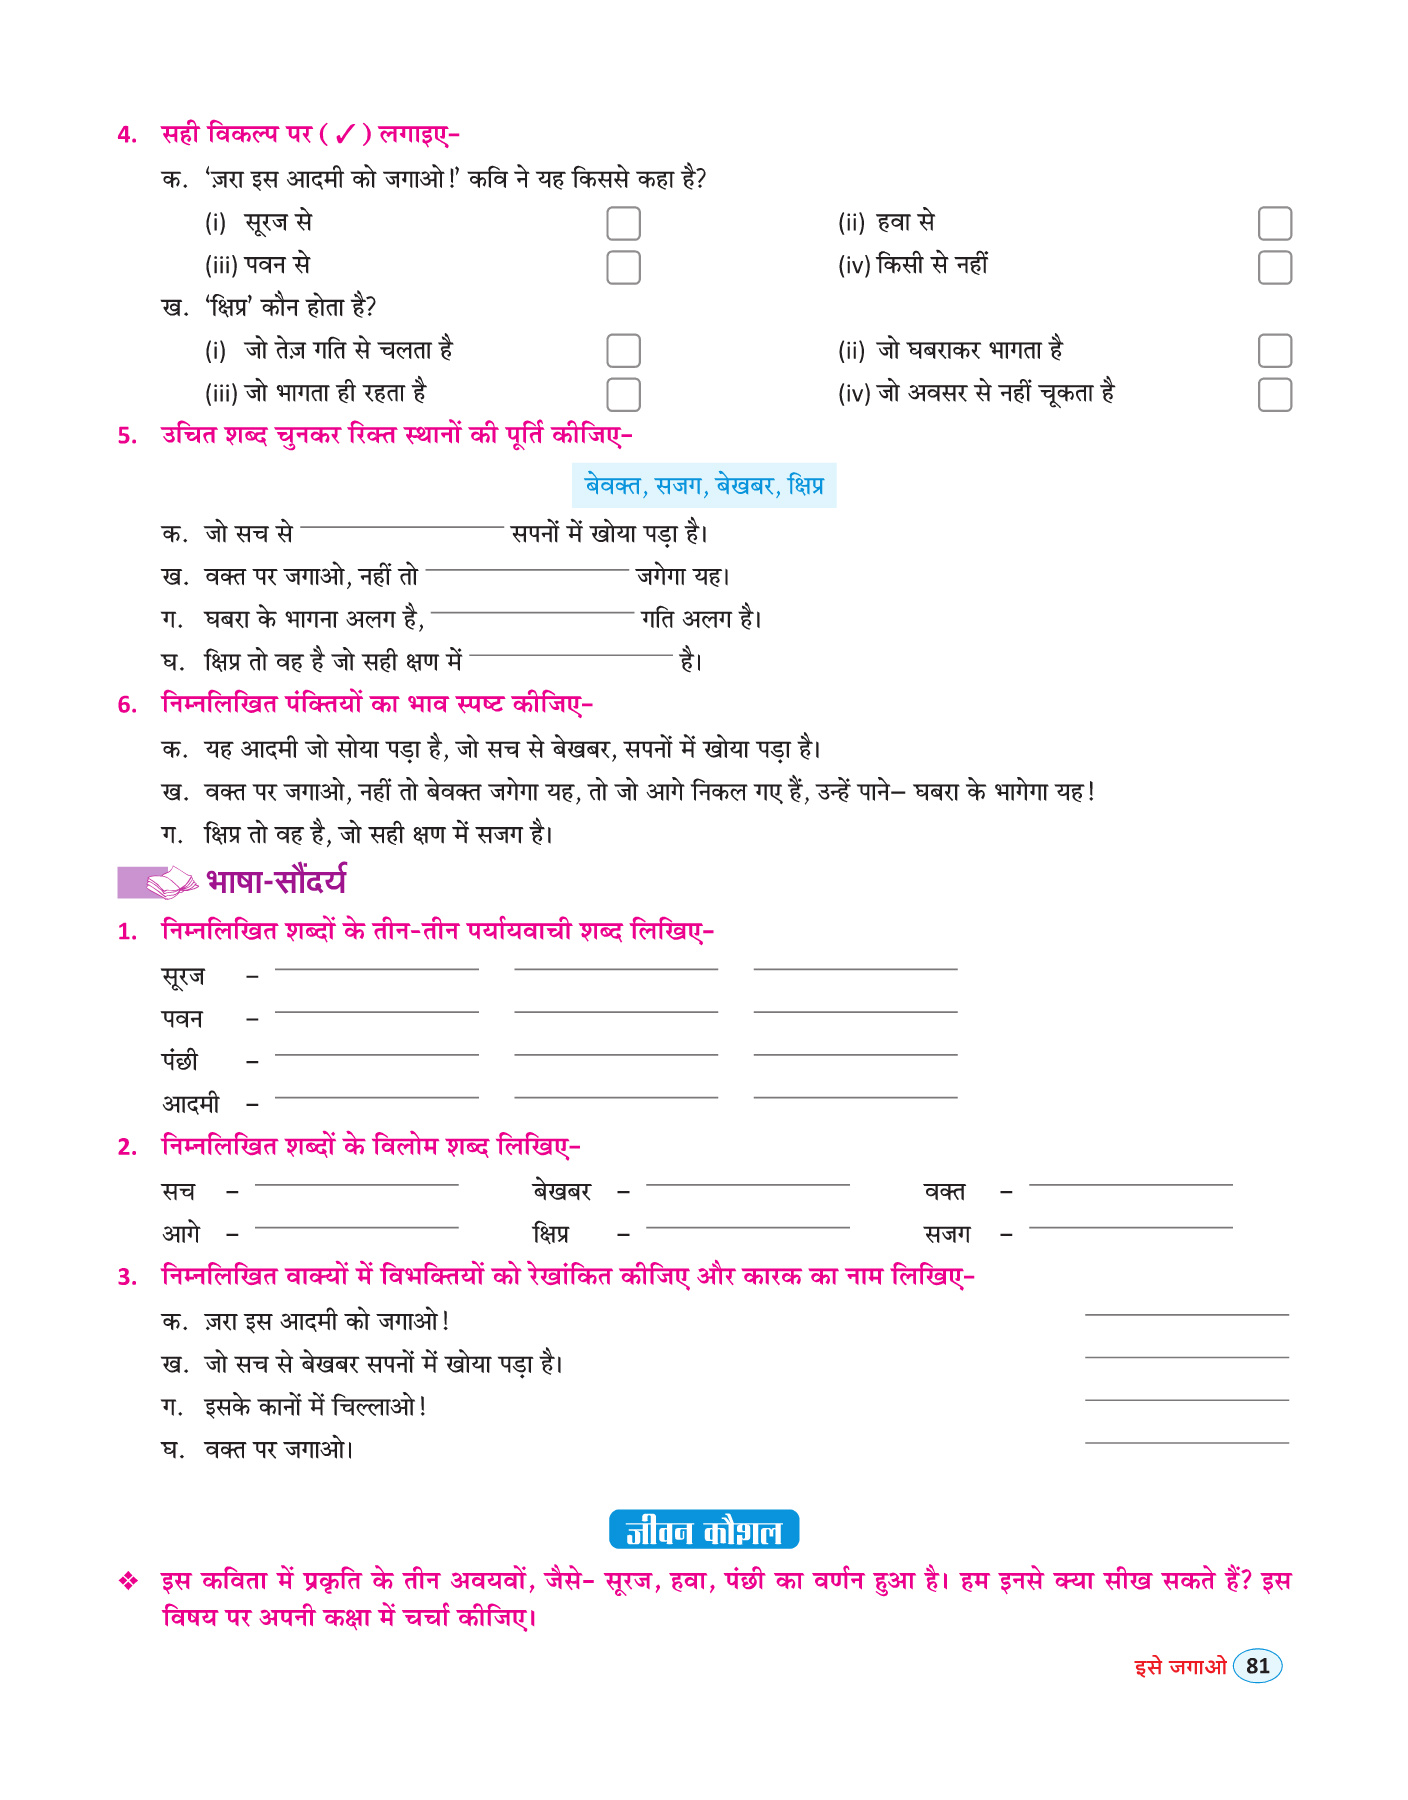 4. सही विकल्प पर (✓) लगाइए–
क. 'ज़रा इस आदमी को जगाओ!' कवि ने यह किससे कहा है?
(i) सूरज से (ii) हवा से
(iii) पवन से (iv) किसी से नहीं
ख. 'क्षिप्र' कौन होता है?
(i) जो तेज़ गति से चलता है (ii) जो घबराकर भागता है
(iii) जो भागता ही रहता है (iv) जो अवसर से नहीं चूकता है
5. उचित शब्द चुनकर रिक्त स्थानों की पूर्ति कीजिए–
बेवक्त, सजग, बेखबर, क्षिप्र
क. जो सच से ____________ सपनों में खोया पड़ा है।
ख. वक्त पर जगाओ, नहीं तो ____________ जगेगा यह।
ग. घबरा के भागना अलग है, ____________ गति अलग है।
घ. क्षिप्र तो वह है जो सही क्षण में ____________ है।
6. निम्नलिखित पंक्तियों का भाव स्पष्ट कीजिए–
क. यह आदमी जो सोया पड़ा है, जो सच से बेखबर, सपनों में खोया पड़ा है।
ख. वक्त पर जगाओ, नहीं तो बेवक्त जगेगा यह, तो जो आगे निकल गए हैं, उन्हें पाने– घबरा के भागेगा यह!
ग. क्षिप्र तो वह है, जो सही क्षण में सजग है।
भाषा-सौंदर्य
1. निम्नलिखित शब्दों के तीन-तीन पर्यायवाची शब्द लिखिए–
सूरज – ____________ ____________ ____________
पवन – ____________ ____________ ____________
पंछी – ____________ ____________ ____________
आदमी – ____________ ____________ ____________
2. निम्नलिखित शब्दों के विलोम शब्द लिखिए–
सच – ____________ बेखबर – ____________ वक्त – ____________
आगे – ____________ क्षिप्र – ____________ सजग – ____________
3. निम्नलिखित वाक्यों में विभक्तियों को रेखांकित कीजिए और कारक का नाम लिखिए–
क. ज़रा इस आदमी को जगाओ! ____________
ख. जो सच से बेखबर सपनों में खोया पड़ा है। ____________
ग. इसके कानों में चिल्लाओ! ____________
घ. वक्त पर जगाओ। ____________
जीवन कौशल
❖ इस कविता में प्रकृति के तीन अवयवों, जैसे– सूरज, हवा, पंछी का वर्णन हुआ है। हम इनसे क्या सीख सकते हैं? इस
विषय पर अपनी कक्षा में चर्चा कीजिए।
इसे जगाओ 81